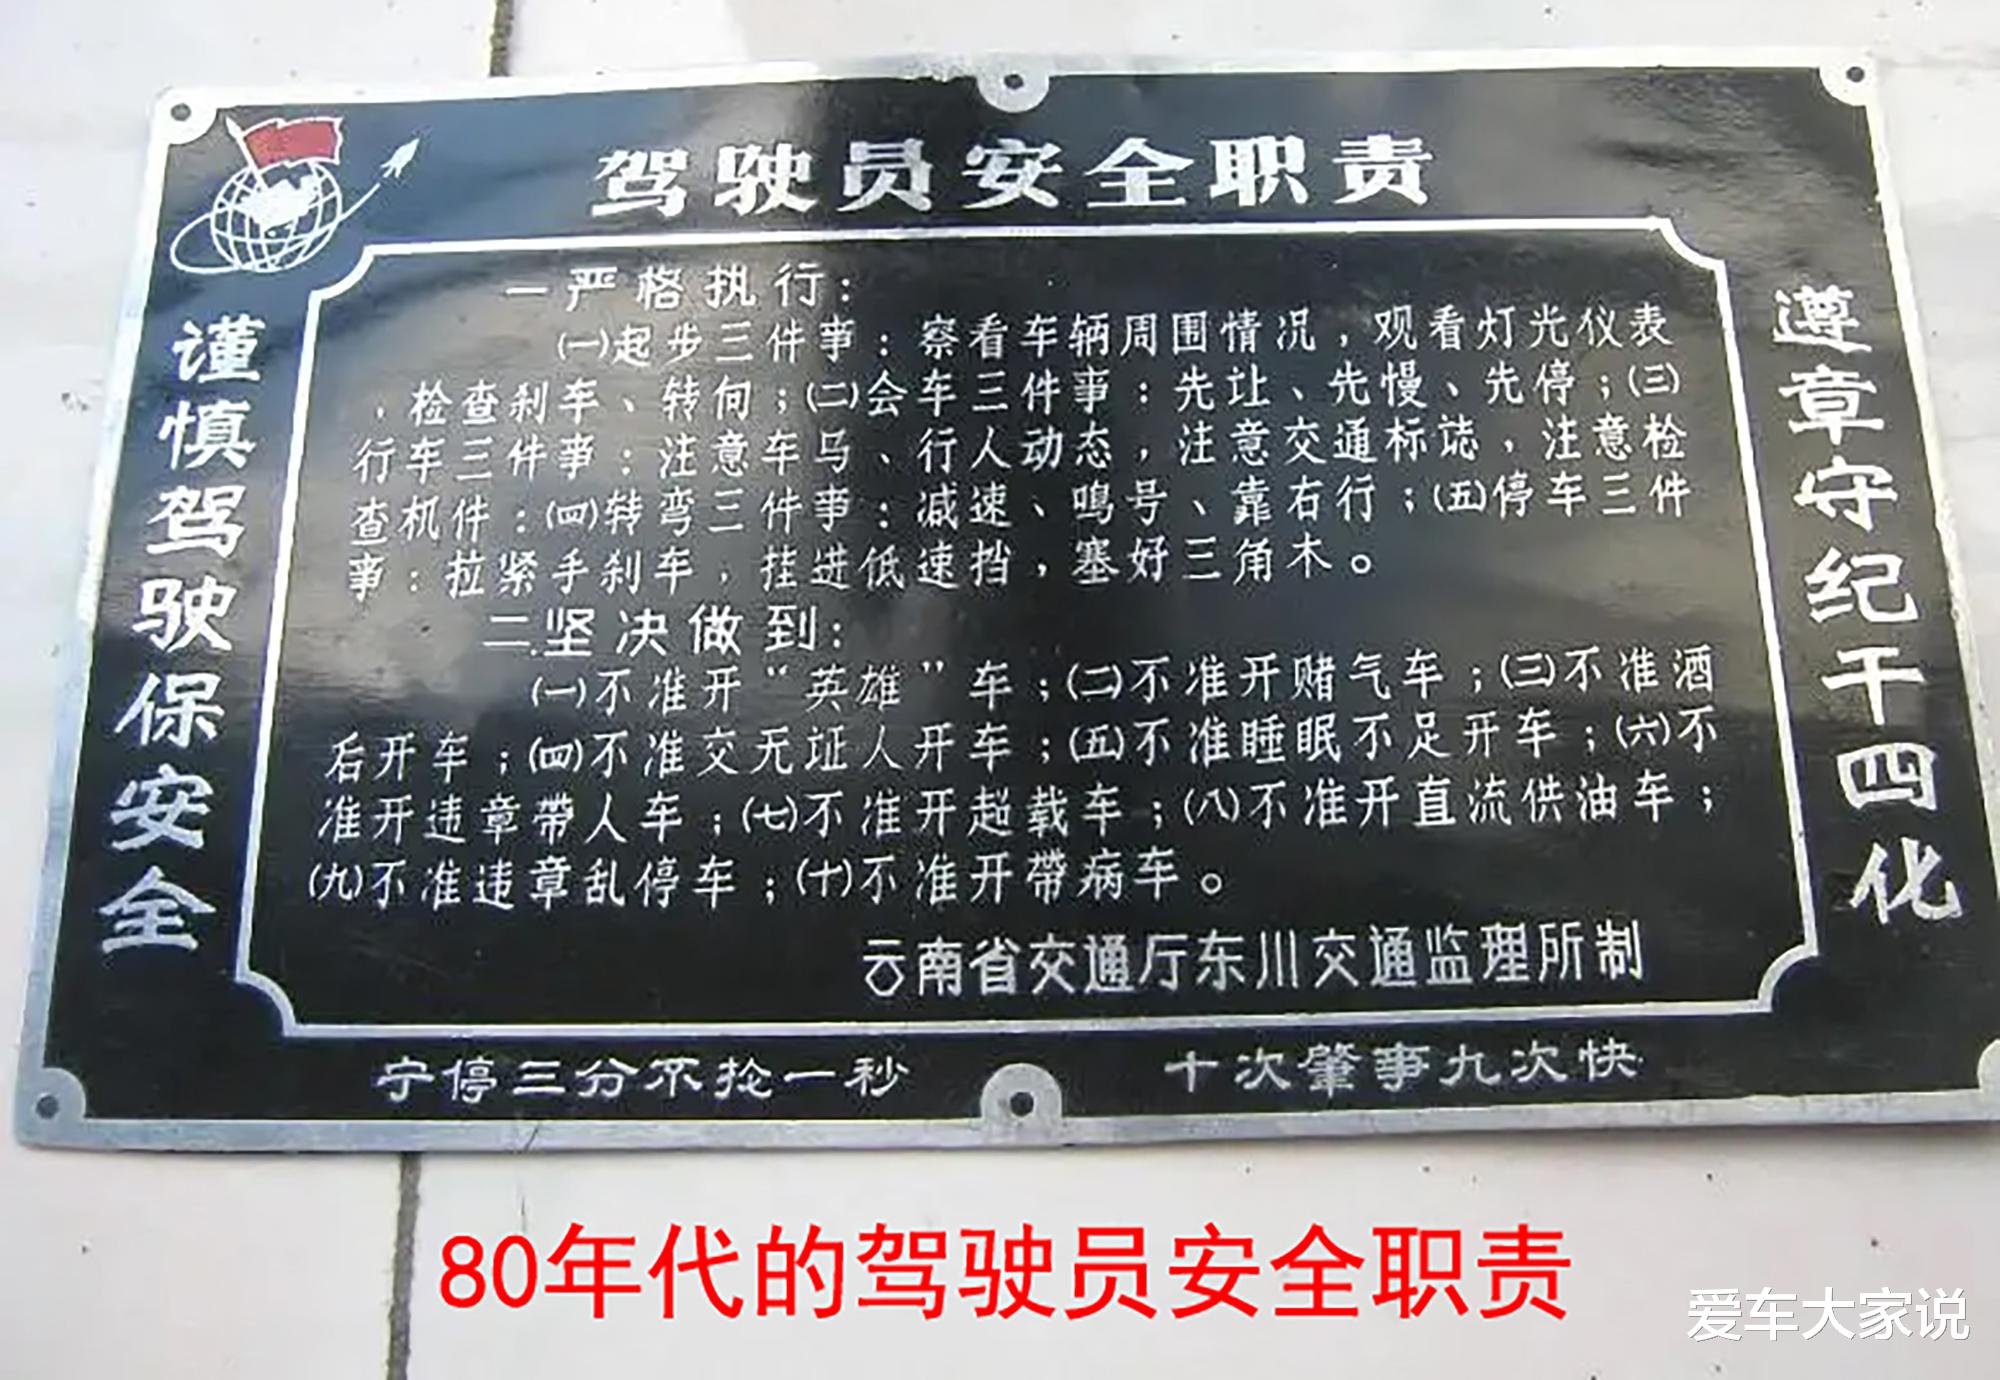 驾驶员安全职责
谨慎驾驶保安全
一严格执行：
㈠起步三件事：察看车辆周围情况，观看灯光仪表
，检查刹车、转向；㈡会车三件事：先让、先慢、先停；㈢
行车三件事：注意车马、行人动态，注意交通标誌，注意检
查机件：㈣转弯三件事：减速、鸣号、靠右行；㈤停车三件
事：拉紧手刹车，挂进低速挡，塞好三角木。
二.坚决做到：
㈠不准开“英雄”车；㈡不准开赌气车；㈢不准酒
后开车；㈣不准交无证人开车；㈤不准睡眠不足开车；㈥不
准开违章带人车；㈦不准开超载车；㈧不准开直流供油车；
㈨不准违章乱停车；㈩不准开带病车。
云南省交通厅东川交通监理所制
遵章守纪干四化
宁停三分不抢一秒
十次肇事九次快
80年代的驾驶员安全职责
爱车大家说